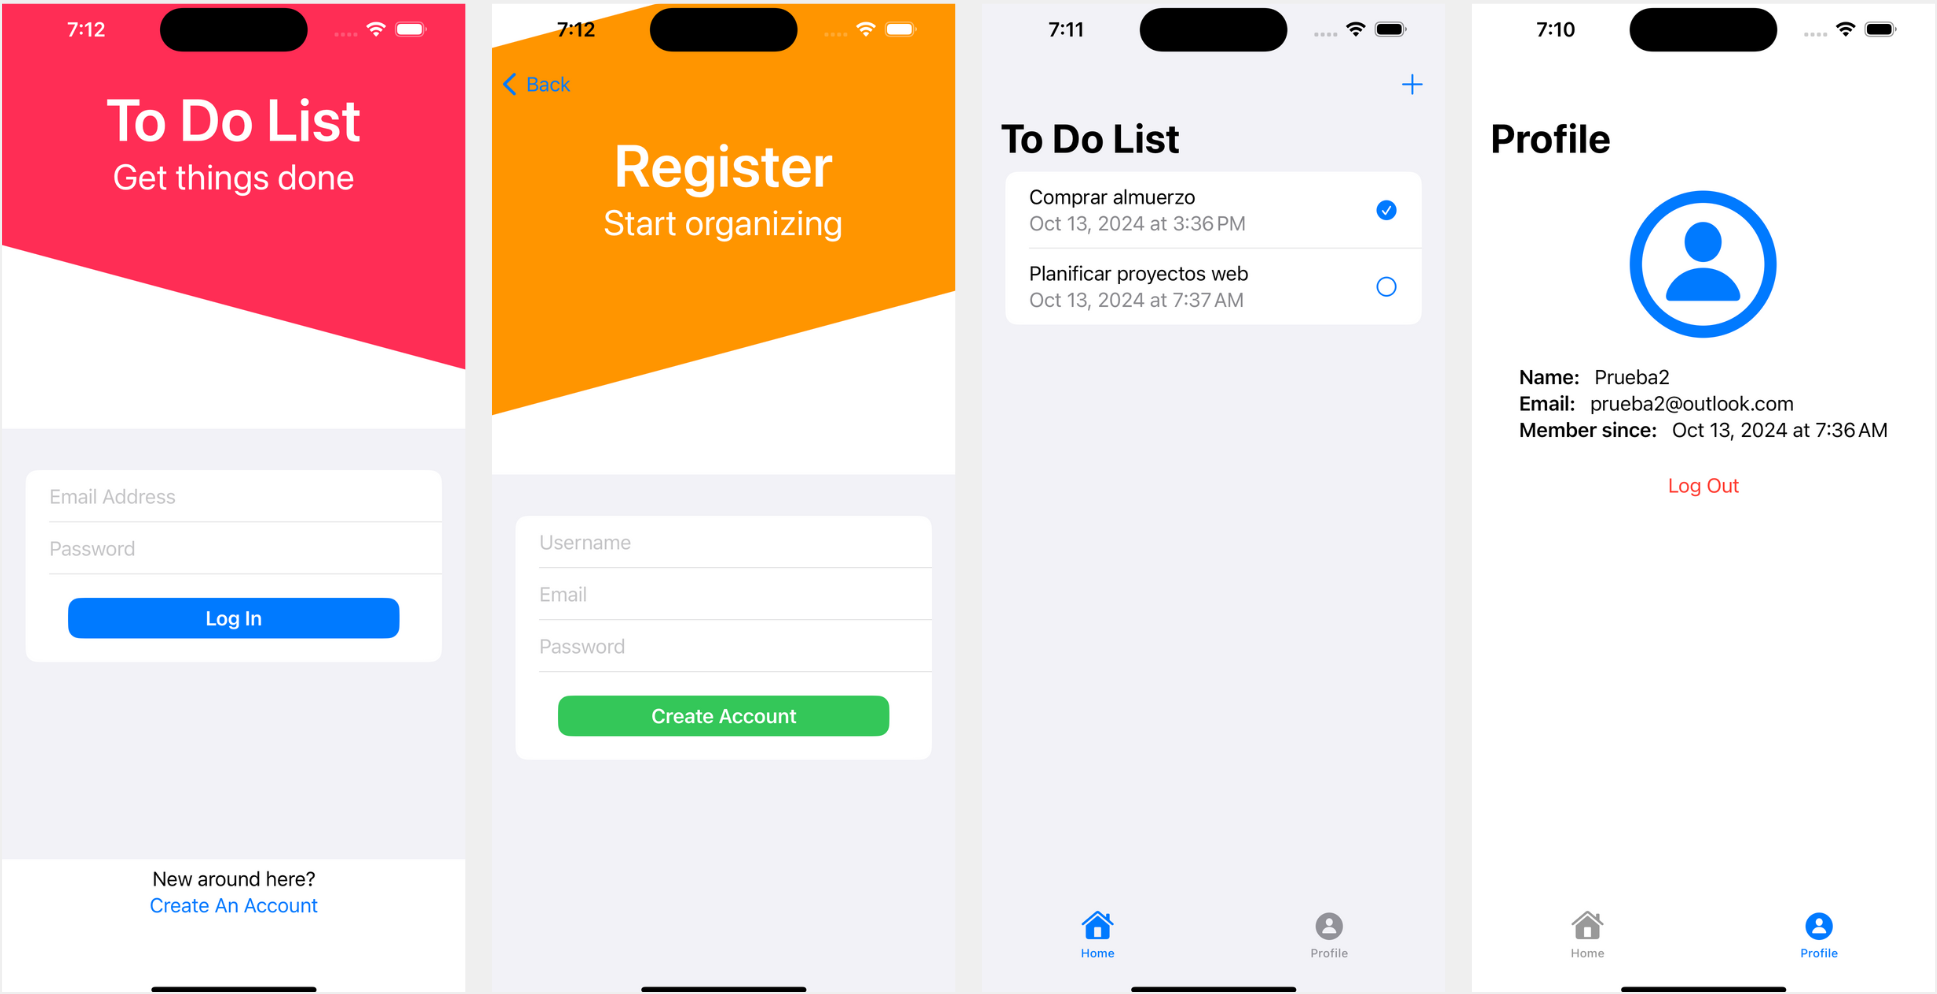 7:12
To Do List
Get things done
Email Address
Password
Log In
New around here?
Create An Account
7:12
Back
Register
Start organizing
Username
Email
Password
Create Account
7:11
To Do List
Comprar almuerzo
Oct 13, 2024 at 3:36 PM
Planificar proyectos web
Oct 13, 2024 at 7:37 AM
Home
Profile
7:10
Profile
Name: Prueba2
Email: prueba2@outlook.com
Member since: Oct 13, 2024 at 7:36 AM
Log Out
Home
Profile